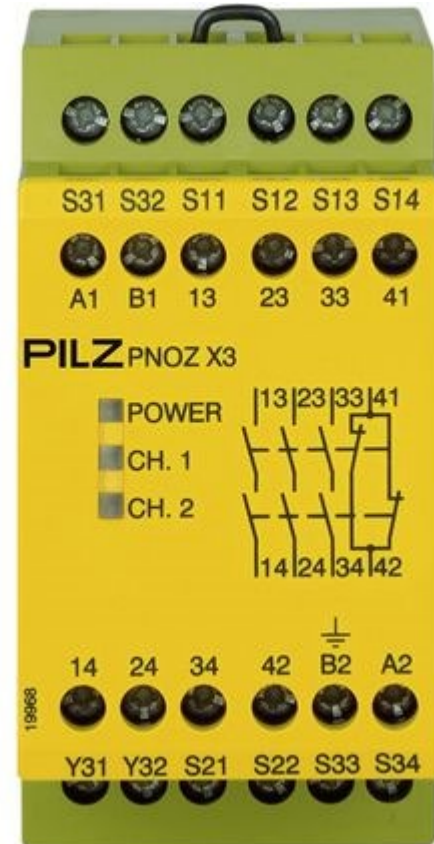 S31 S32 S11 S12 S13 S14
A1 B1 13 23 33 41
PILZ PNOZ X3
POWER
CH. 1
CH. 2
13 23 33 41
14 24 34 42
14 24 34 42 B2 A2
19968
Y31 Y32 S21 S22 S33 S34